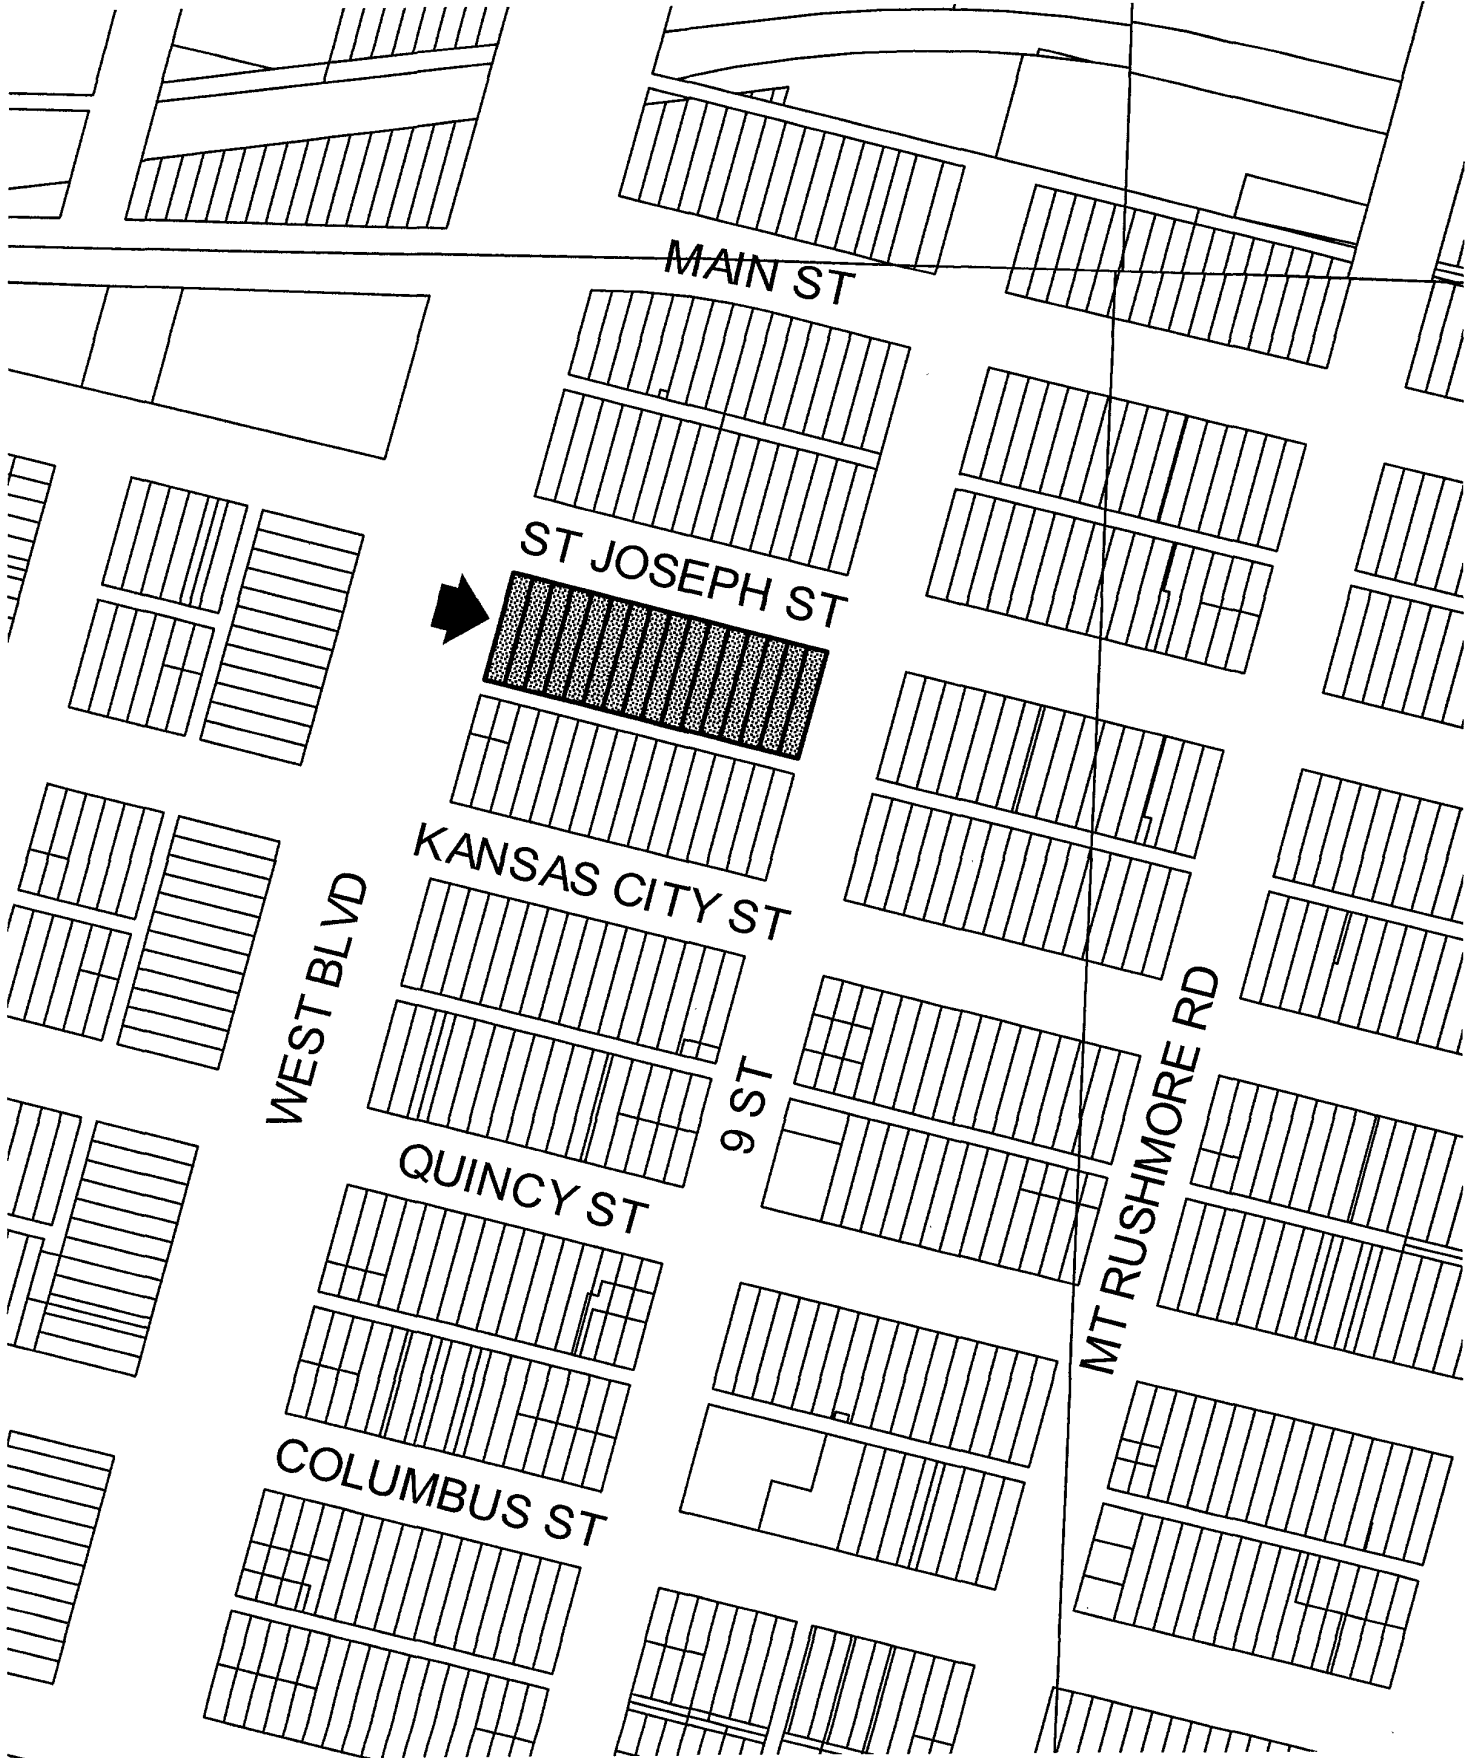 MAIN ST
ST JOSEPH ST
KANSAS CITY ST
WEST BLVD
9 ST
MT RUSHMORE RD
QUINCY ST
COLUMBUS ST